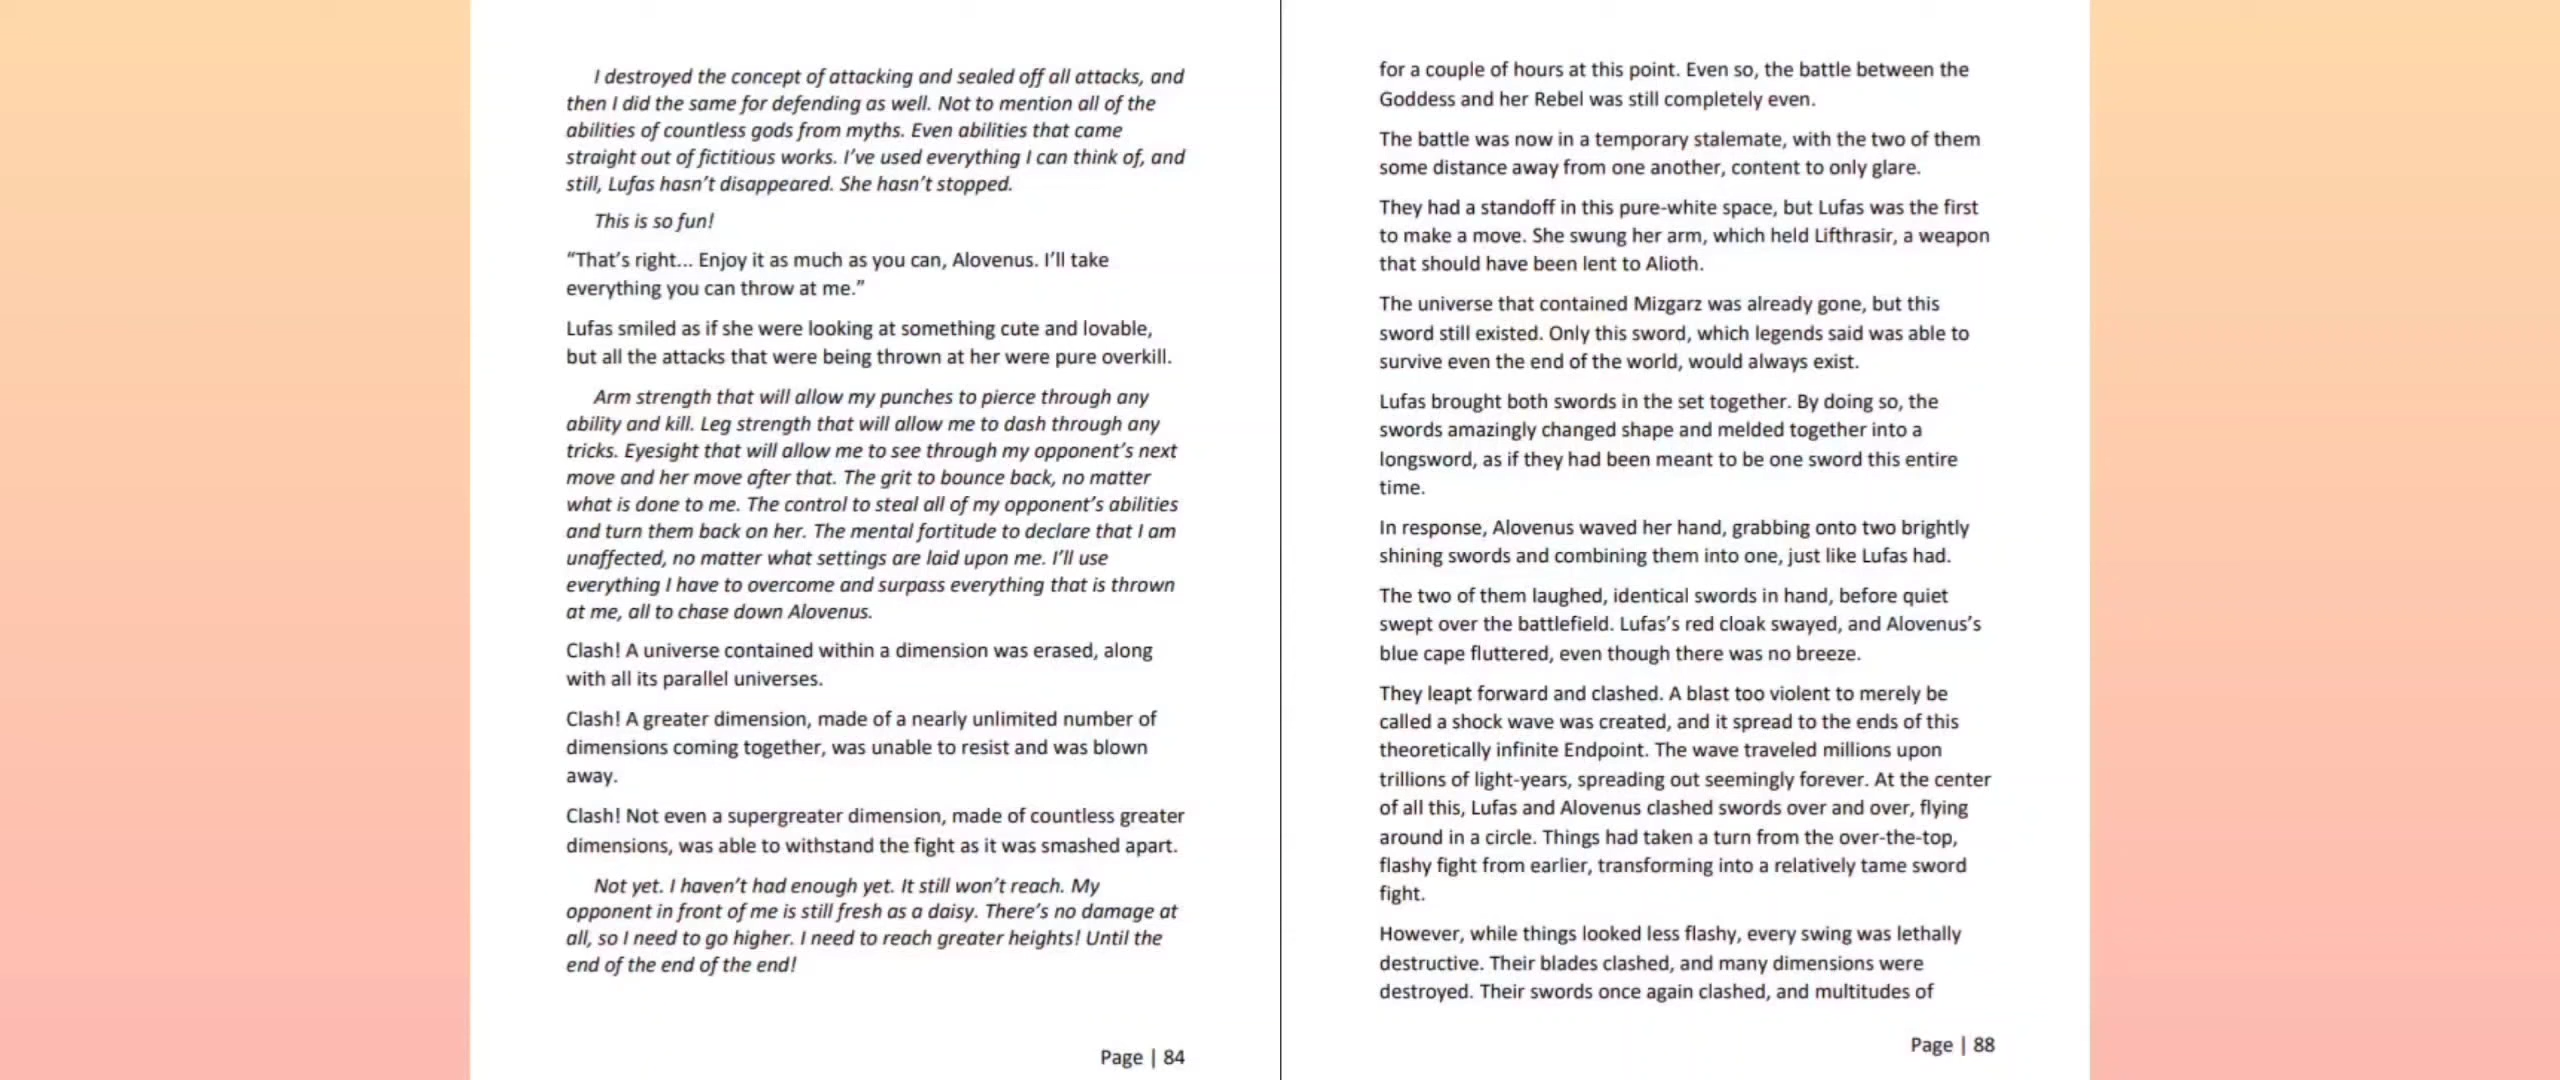 I destroyed the concept of attacking and sealed off all attacks, and
then I did the same for defending as well. Not to mention all of the
abilities of countless gods from myths. Even abilities that came
straight out of fictitious works. I’ve used everything I can think of, and
still, Lufas hasn’t disappeared. She hasn’t stopped.
This is so fun!
“That’s right... Enjoy it as much as you can, Alovenus. I’ll take
everything you can throw at me.”
Lufas smiled as if she were looking at something cute and lovable,
but all the attacks that were being thrown at her were pure overkill.
Arm strength that will allow my punches to pierce through any
ability and kill. Leg strength that will allow me to dash through any
tricks. Eyesight that will allow me to see through my opponent’s next
move and her move after that. The grit to bounce back, no matter
what is done to me. The control to steal all of my opponent’s abilities
and turn them back on her. The mental fortitude to declare that I am
unaffected, no matter what settings are laid upon me. I’ll use
everything I have to overcome and surpass everything that is thrown
at me, all to chase down Alovenus.
Clash! A universe contained within a dimension was erased, along
with all its parallel universes.
Clash! A greater dimension, made of a nearly unlimited number of
dimensions coming together, was unable to resist and was blown
away.
Clash! Not even a supergreater dimension, made of countless greater
dimensions, was able to withstand the fight as it was smashed apart.
Not yet. I haven’t had enough yet. It still won’t reach. My
opponent in front of me is still fresh as a daisy. There’s no damage at
all, so I need to go higher. I need to reach greater heights! Until the
end of the end of the end!
Page | 84
for a couple of hours at this point. Even so, the battle between the
Goddess and her Rebel was still completely even.
The battle was now in a temporary stalemate, with the two of them
some distance away from one another, content to only glare.
They had a standoff in this pure-white space, but Lufas was the first
to make a move. She swung her arm, which held Lifthrasir, a weapon
that should have been lent to Alioth.
The universe that contained Mizgarz was already gone, but this
sword still existed. Only this sword, which legends said was able to
survive even the end of the world, would always exist.
Lufas brought both swords in the set together. By doing so, the
swords amazingly changed shape and melded together into a
longsword, as if they had been meant to be one sword this entire
time.
In response, Alovenus waved her hand, grabbing onto two brightly
shining swords and combining them into one, just like Lufas had.
The two of them laughed, identical swords in hand, before quiet
swept over the battlefield. Lufas’s red cloak swayed, and Alovenus’s
blue cape fluttered, even though there was no breeze.
They leapt forward and clashed. A blast too violent to merely be
called a shock wave was created, and it spread to the ends of this
theoretically infinite Endpoint. The wave traveled millions upon
trillions of light-years, spreading out seemingly forever. At the center
of all this, Lufas and Alovenus clashed swords over and over, flying
around in a circle. Things had taken a turn from the over-the-top,
flashy fight from earlier, transforming into a relatively tame sword
fight.
However, while things looked less flashy, every swing was lethally
destructive. Their blades clashed, and many dimensions were
destroyed. Their swords once again clashed, and multitudes of
Page | 88